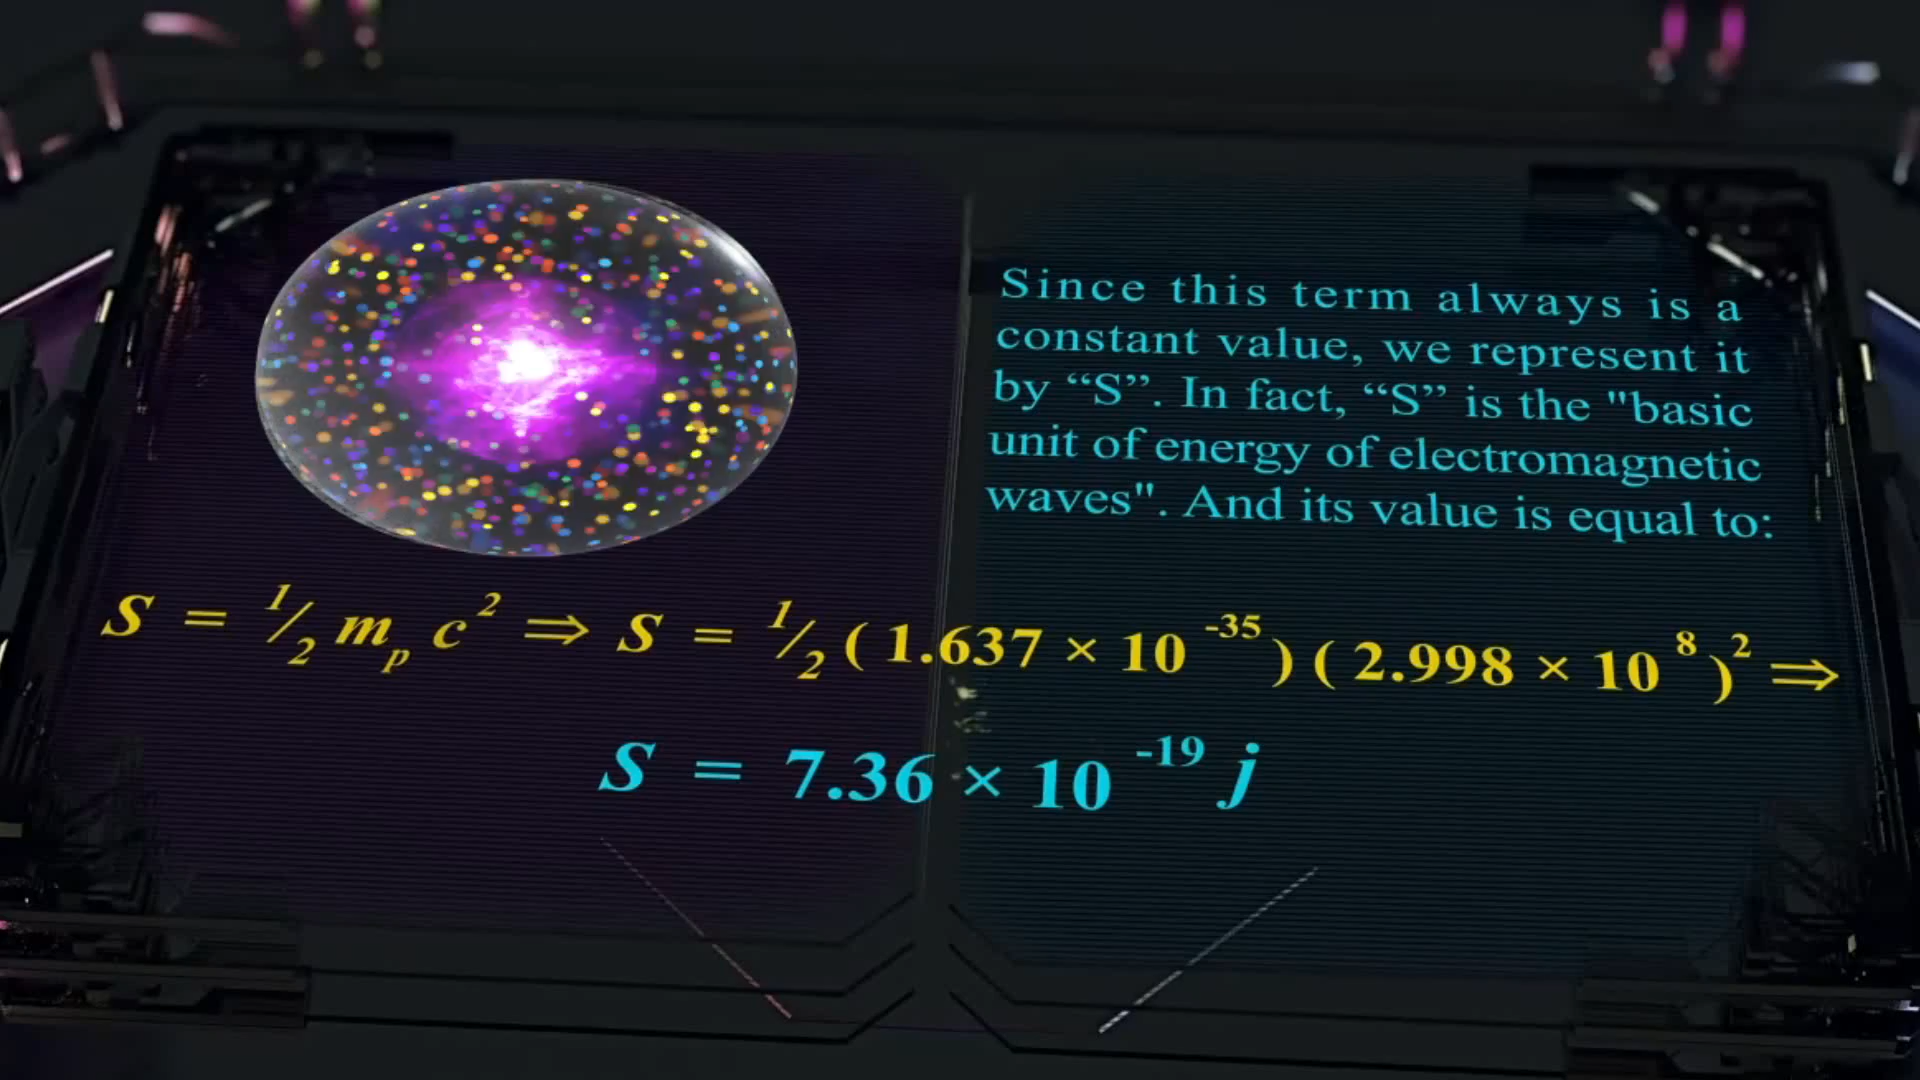 Since this term always is a
constant value, we represent it
by “S”. In fact, “S” is the "basic
unit of energy of electromagnetic
waves". And its value is equal to:
S = ½ mₚ c² ⇒ S = ½ ( 1.637 × 10⁻³⁵ ) ( 2.998 × 10⁸ )² ⇒
S = 7.36 × 10⁻¹⁹ j